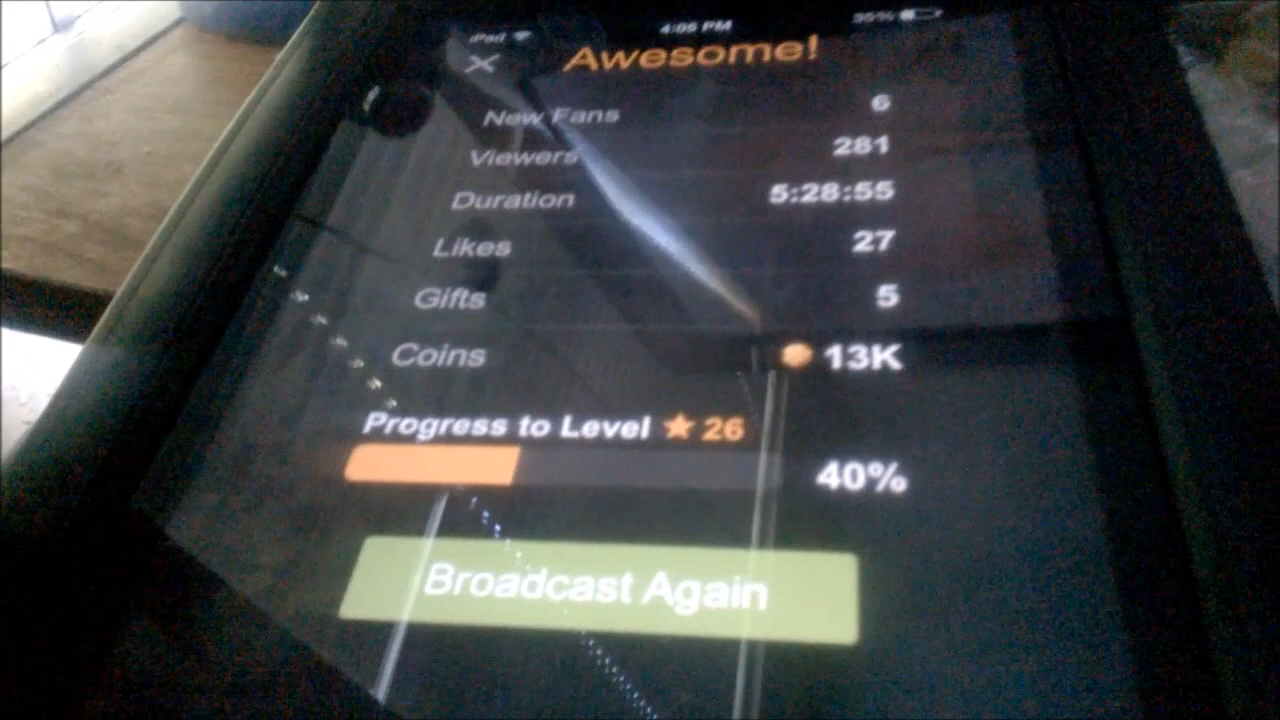 iPad 4:05 PM 35%
Awesome!
New Fans 6
Viewers 281
Duration 5:28:55
Likes 27
Gifts 5
Coins 13K
Progress to Level 26
40%
Broadcast Again